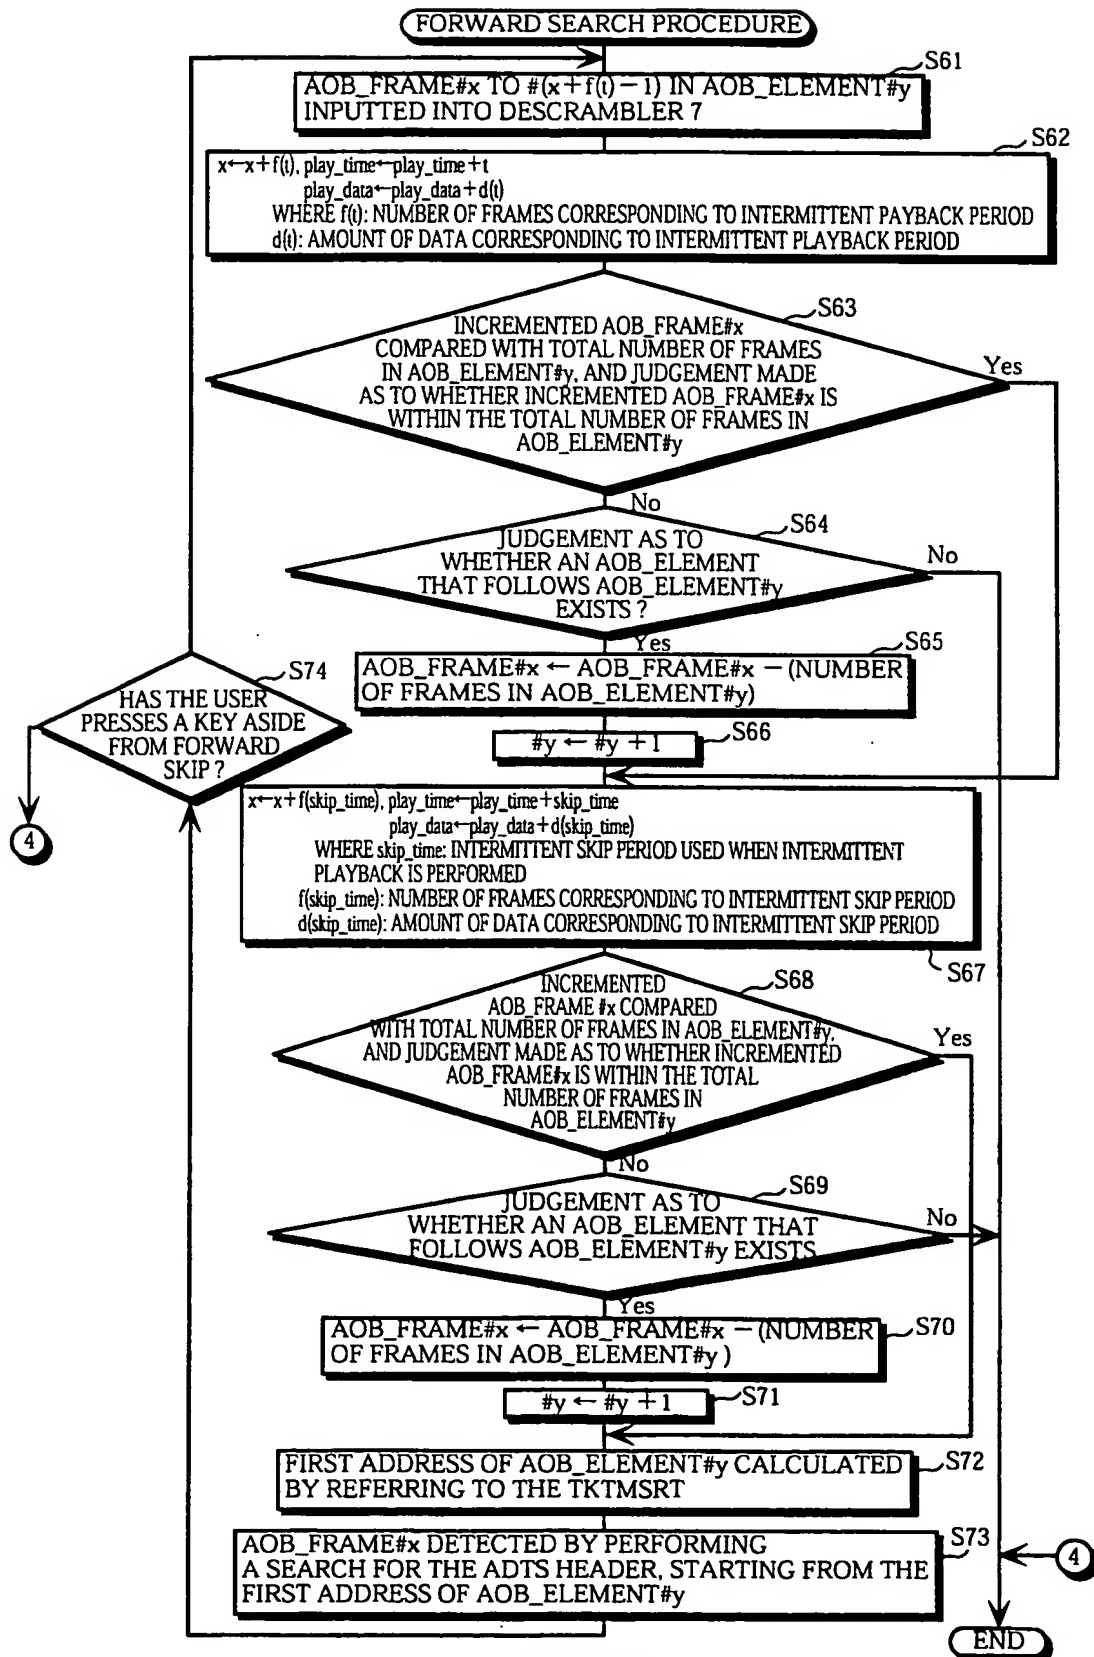 FORWARD SEARCH PROCEDURE
S61
AOB_FRAME#x TO #(x+f(t)−1) IN AOB_ELEMENT#y
INPUTTED INTO DESCRAMBLER 7
S62
x←x+f(t), play_time←play_time+t
play_data←play_data+d(t)
WHERE f(t): NUMBER OF FRAMES CORRESPONDING TO INTERMITTENT PAYBACK PERIOD
d(t): AMOUNT OF DATA CORRESPONDING TO INTERMITTENT PLAYBACK PERIOD
S63
INCREMENTED AOB_FRAME#x
COMPARED WITH TOTAL NUMBER OF FRAMES
IN AOB_ELEMENT#y, AND JUDGEMENT MADE
AS TO WHETHER INCREMENTED AOB_FRAME#x IS
WITHIN THE TOTAL NUMBER OF FRAMES IN
AOB_ELEMENT#y
Yes
No
S64
JUDGEMENT AS TO
WHETHER AN AOB_ELEMENT
THAT FOLLOWS AOB_ELEMENT#y
EXISTS ?
No
Yes
S65
AOB_FRAME#x ← AOB_FRAME#x − (NUMBER
OF FRAMES IN AOB_ELEMENT#y)
S66
#y ← #y +1
S74
HAS THE USER
PRESSES A KEY ASIDE
FROM FORWARD
SKIP ?
4
x←x+f(skip_time), play_time←play_time+skip_time
play_data←play_data+d(skip_time)
WHERE skip_time: INTERMITTENT SKIP PERIOD USED WHEN INTERMITTENT
PLAYBACK IS PERFORMED
f(skip_time): NUMBER OF FRAMES CORRESPONDING TO INTERMITTENT SKIP PERIOD
d(skip_time): AMOUNT OF DATA CORRESPONDING TO INTERMITTENT SKIP PERIOD
S67
S68
INCREMENTED
AOB_FRAME #x COMPARED
WITH TOTAL NUMBER OF FRAMES IN AOB_ELEMENT#y,
AND JUDGEMENT MADE AS TO WHETHER INCREMENTED
AOB_FRAME#x IS WITHIN THE TOTAL
NUMBER OF FRAMES IN
AOB_ELEMENT#y
Yes
No
S69
JUDGEMENT AS TO
WHETHER AN AOB_ELEMENT THAT
FOLLOWS AOB_ELEMENT#y EXISTS
No
Yes
S70
AOB_FRAME#x ← AOB_FRAME#x − (NUMBER
OF FRAMES IN AOB_ELEMENT#y )
S71
#y ← #y +1
S72
FIRST ADDRESS OF AOB_ELEMENT#y CALCULATED
BY REFERRING TO THE TKTMSRT
S73
AOB_FRAME#x DETECTED BY PERFORMING
A SEARCH FOR THE ADTS HEADER, STARTING FROM THE
FIRST ADDRESS OF AOB_ELEMENT#y
4
END